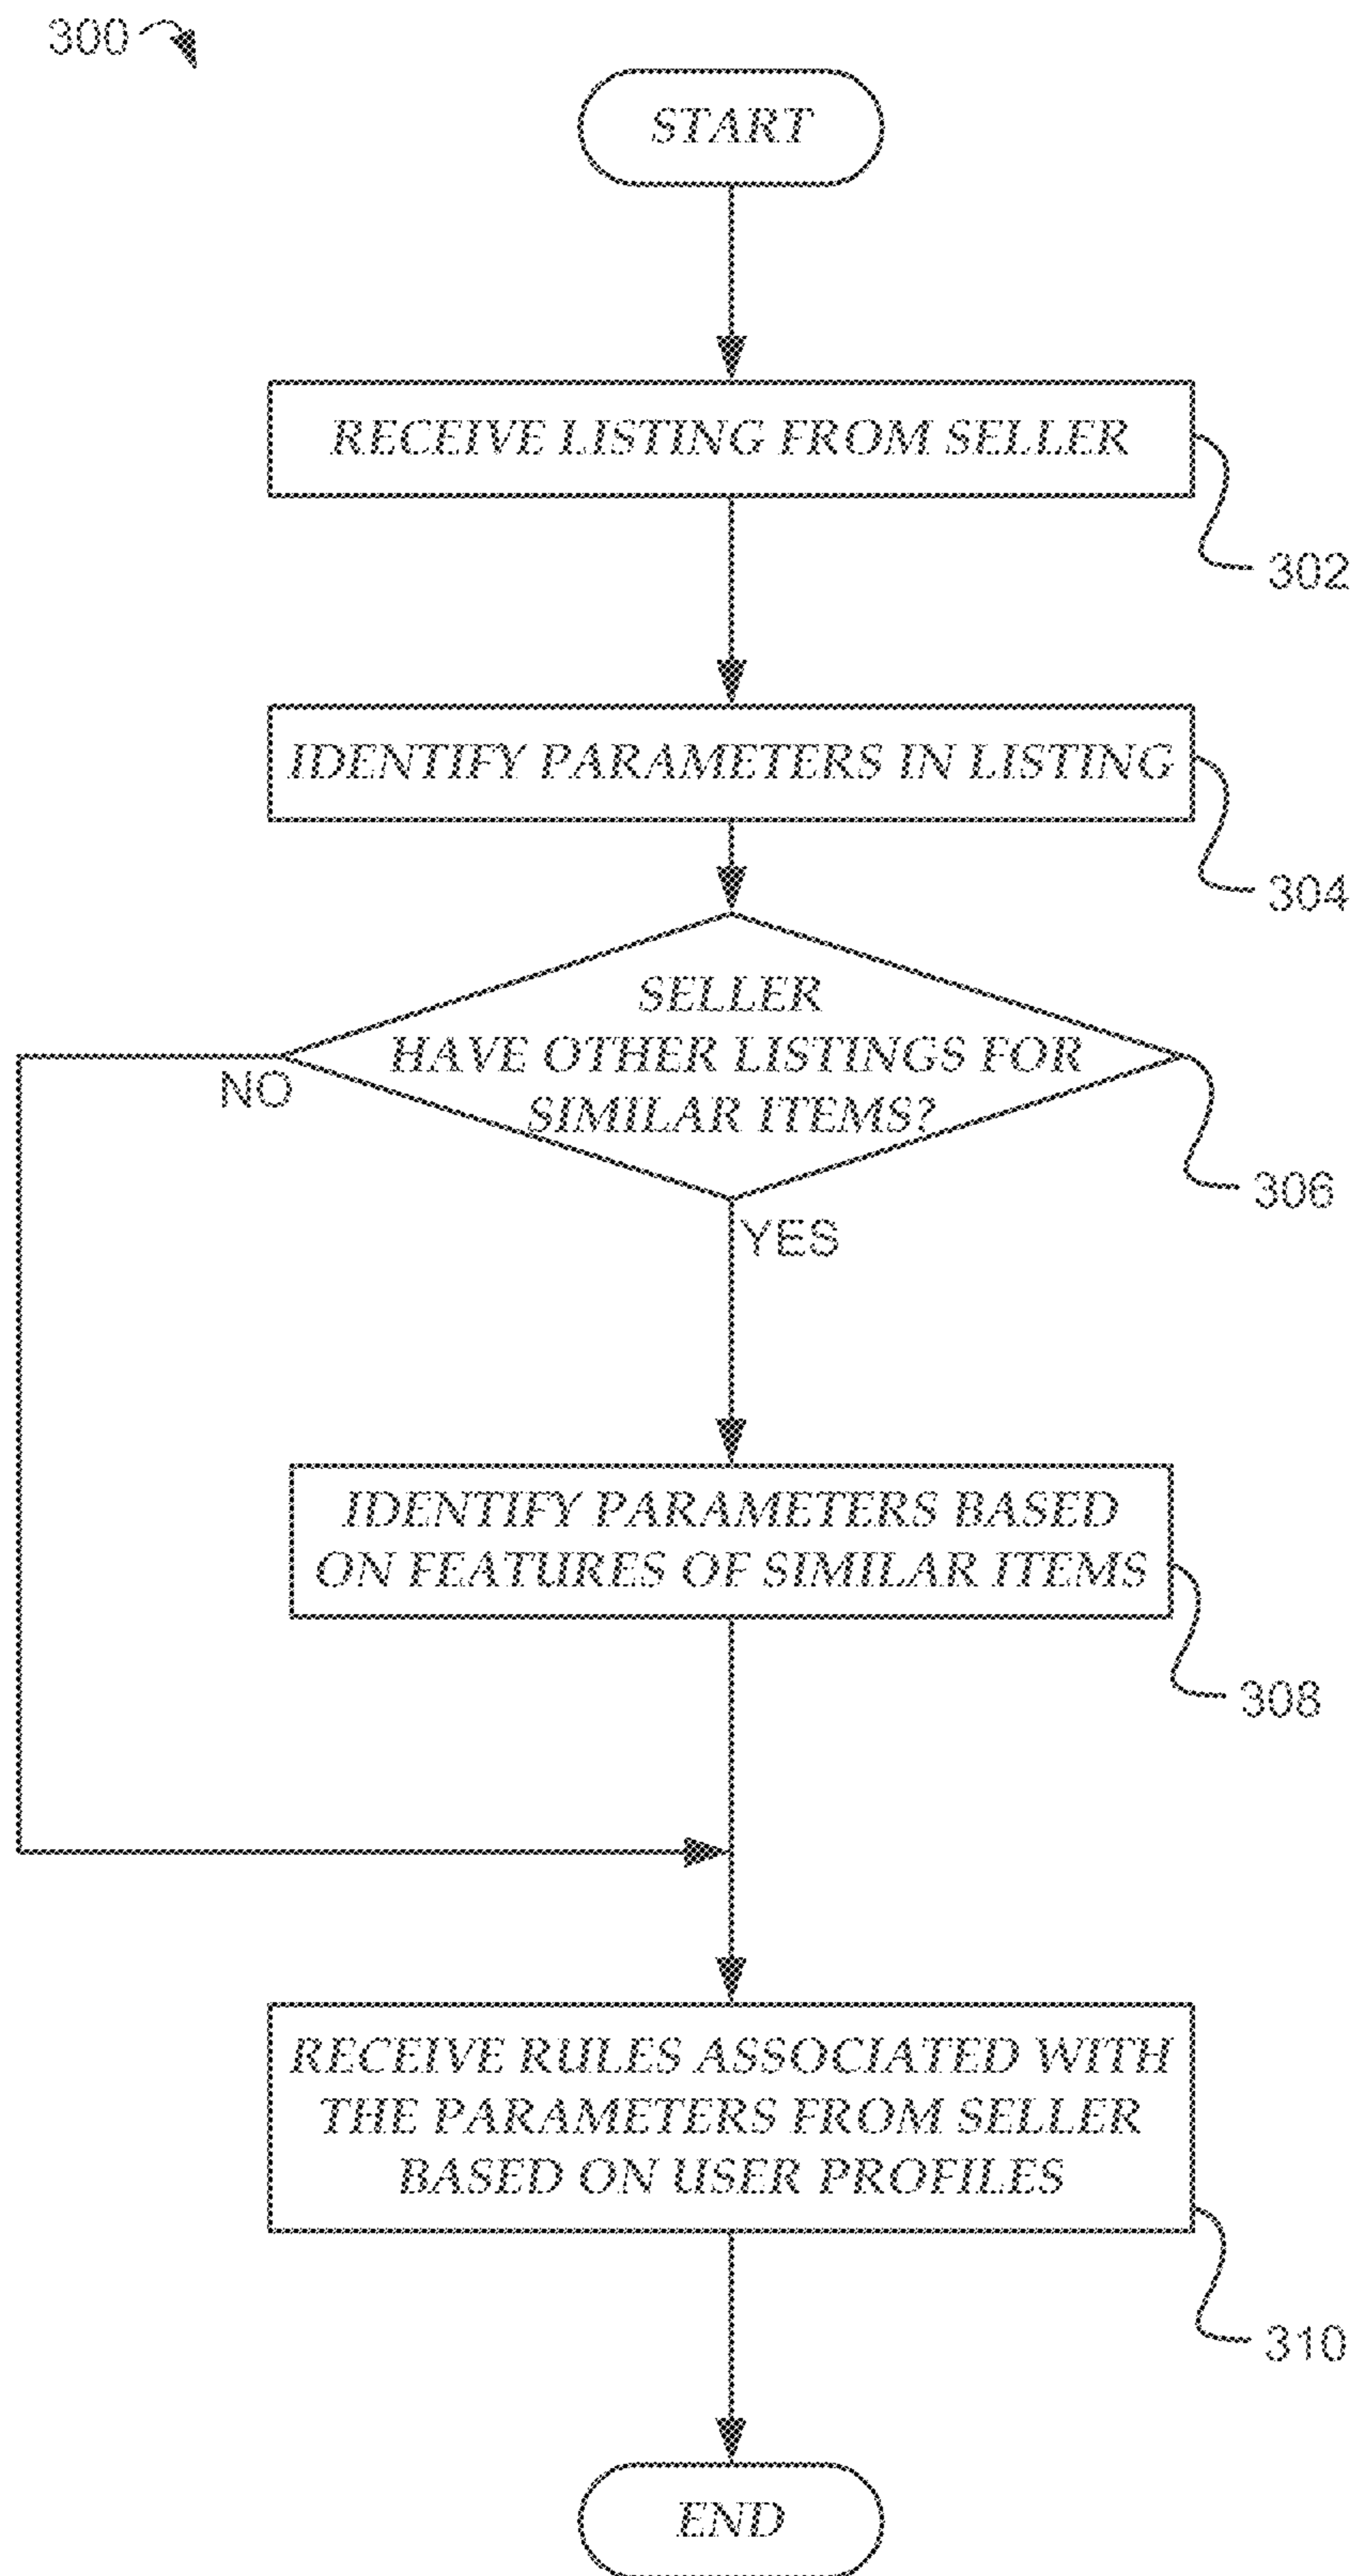 300
START
RECEIVE LISTING FROM SELLER
302
IDENTIFY PARAMETERS IN LISTING
304
SELLER
HAVE OTHER LISTINGS FOR
SIMILAR ITEMS?
NO
306
YES
IDENTIFY PARAMETERS BASED
ON FEATURES OF SIMILAR ITEMS
308
RECEIVE RULES ASSOCIATED WITH
THE PARAMETERS FROM SELLER
BASED ON USER PROFILES
310
END